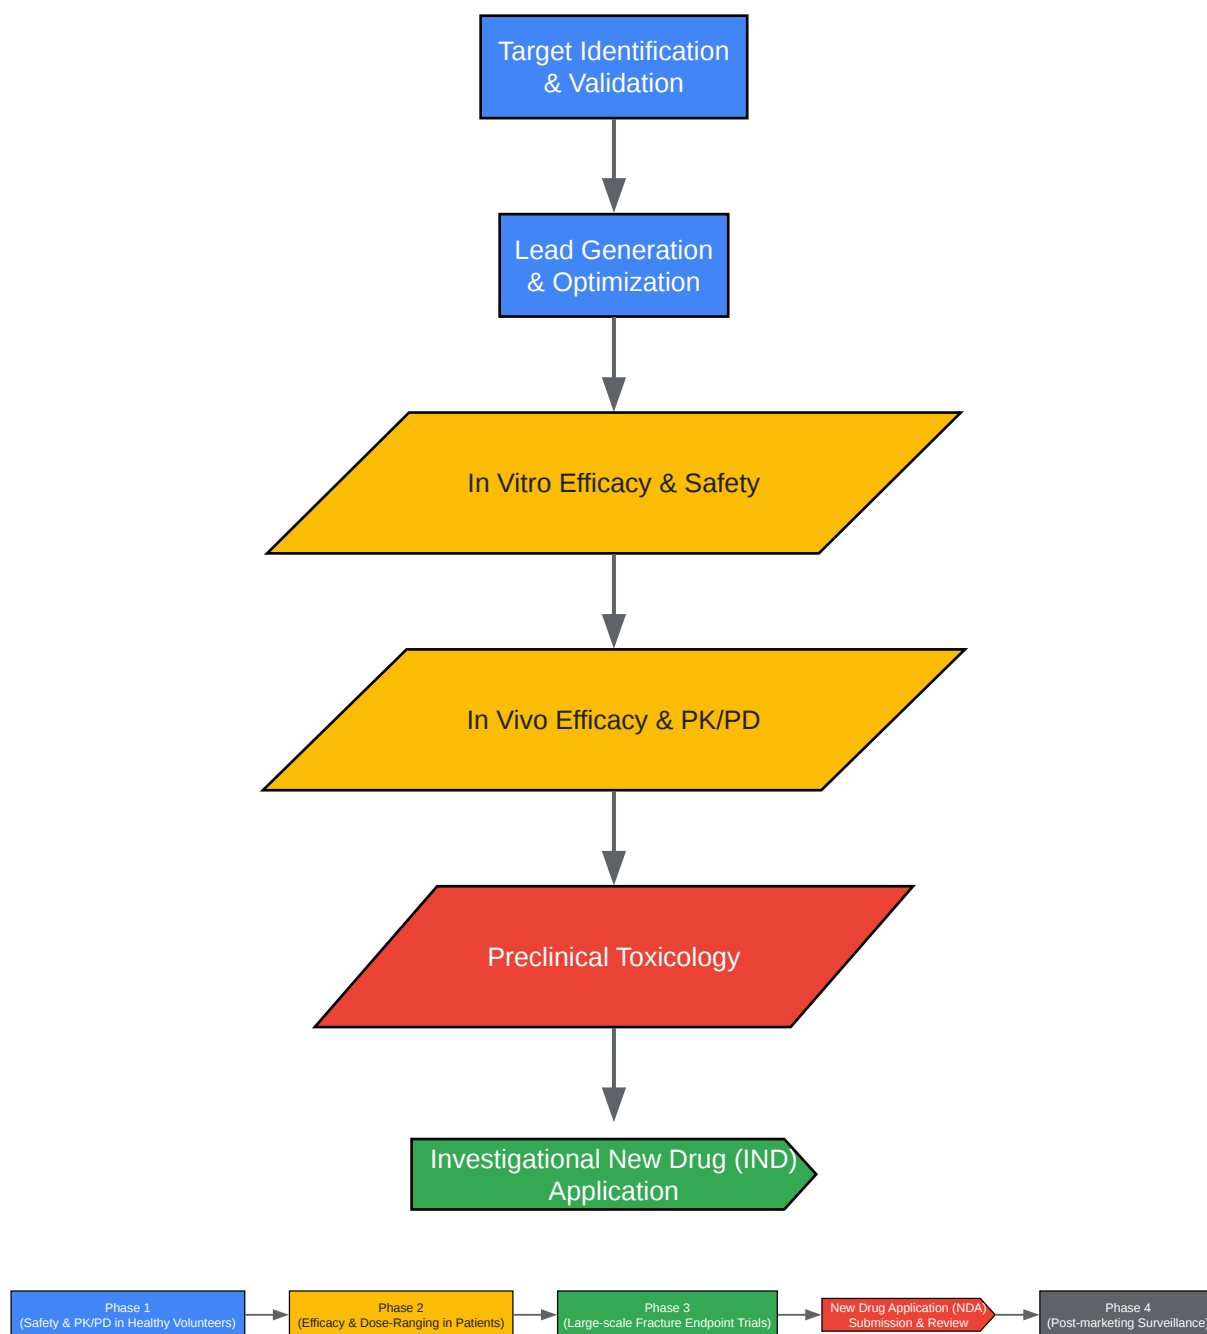 Target Identification
& Validation
Lead Generation
& Optimization
In Vitro Efficacy & Safety
In Vivo Efficacy & PK/PD
Preclinical Toxicology
Investigational New Drug (IND)
Application
Phase 1
(Safety & PK/PD in Healthy Volunteers)
Phase 2
(Efficacy & Dose-Ranging in Patients)
Phase 3
(Large-scale Fracture Endpoint Trials)
New Drug Application (NDA)
Submission & Review
Phase 4
(Post-marketing Surveillance)